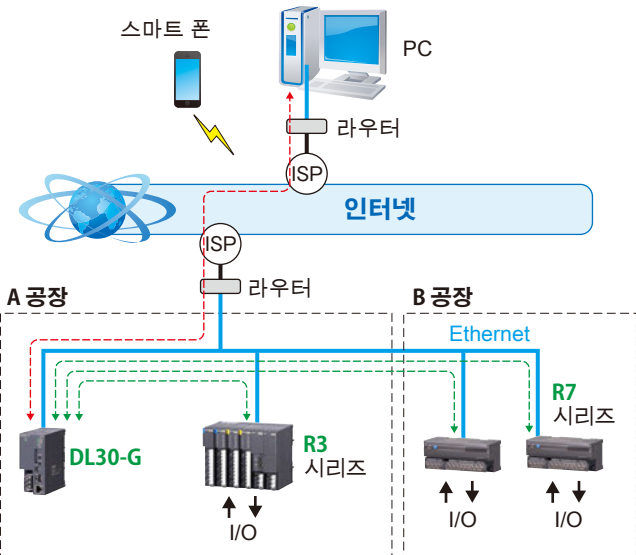 스마트 폰
PC
라우터
ISP
인터넷
ISP
라우터
A 공장
B 공장
Ethernet
DL30-G
R3
시리즈
R7
시리즈
I/O
I/O
I/O